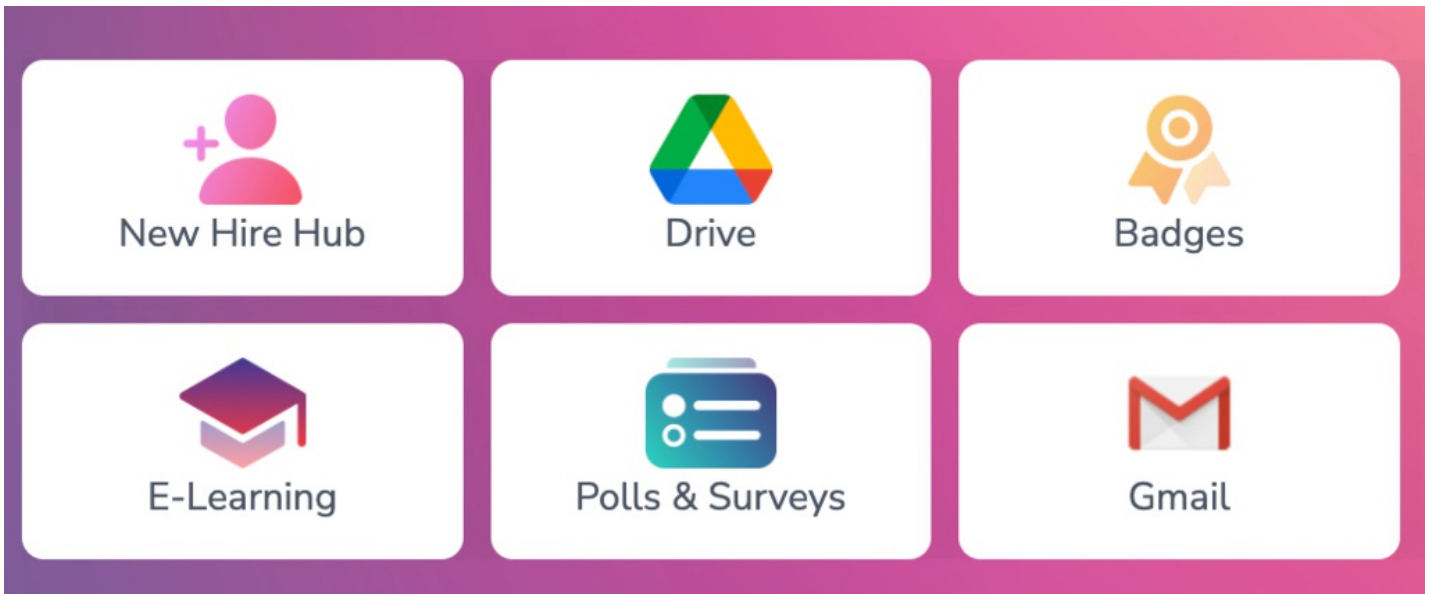 New Hire Hub
Drive
Badges
E-Learning
Polls & Surveys
Gmail